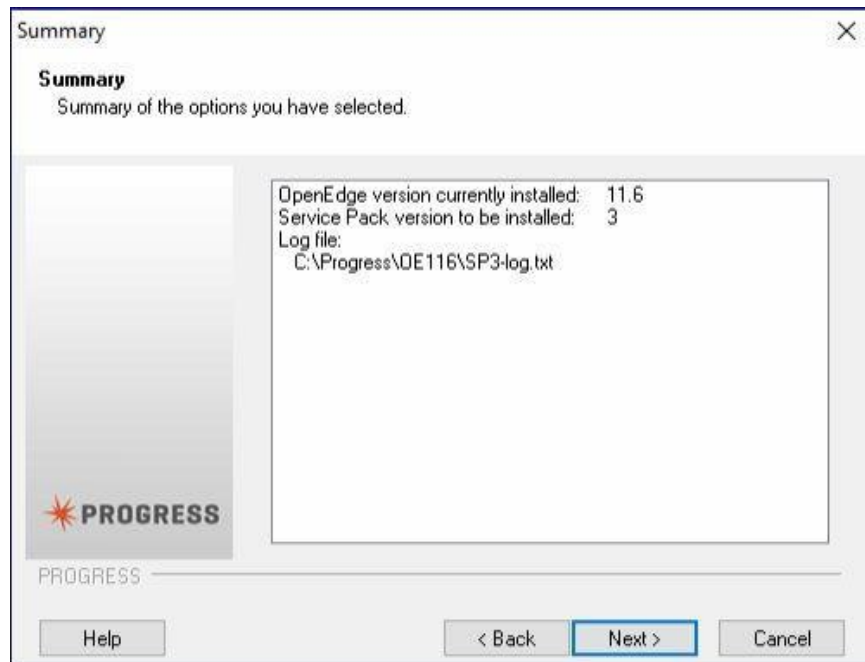 Summary
Summary
Summary of the options you have selected.
OpenEdge version currently installed: 11.6
Service Pack version to be installed: 3
Log file:
C:\Progress\OE116\SP3-log.txt
PROGRESS
PROGRESS
Help
< Back
Next >
Cancel